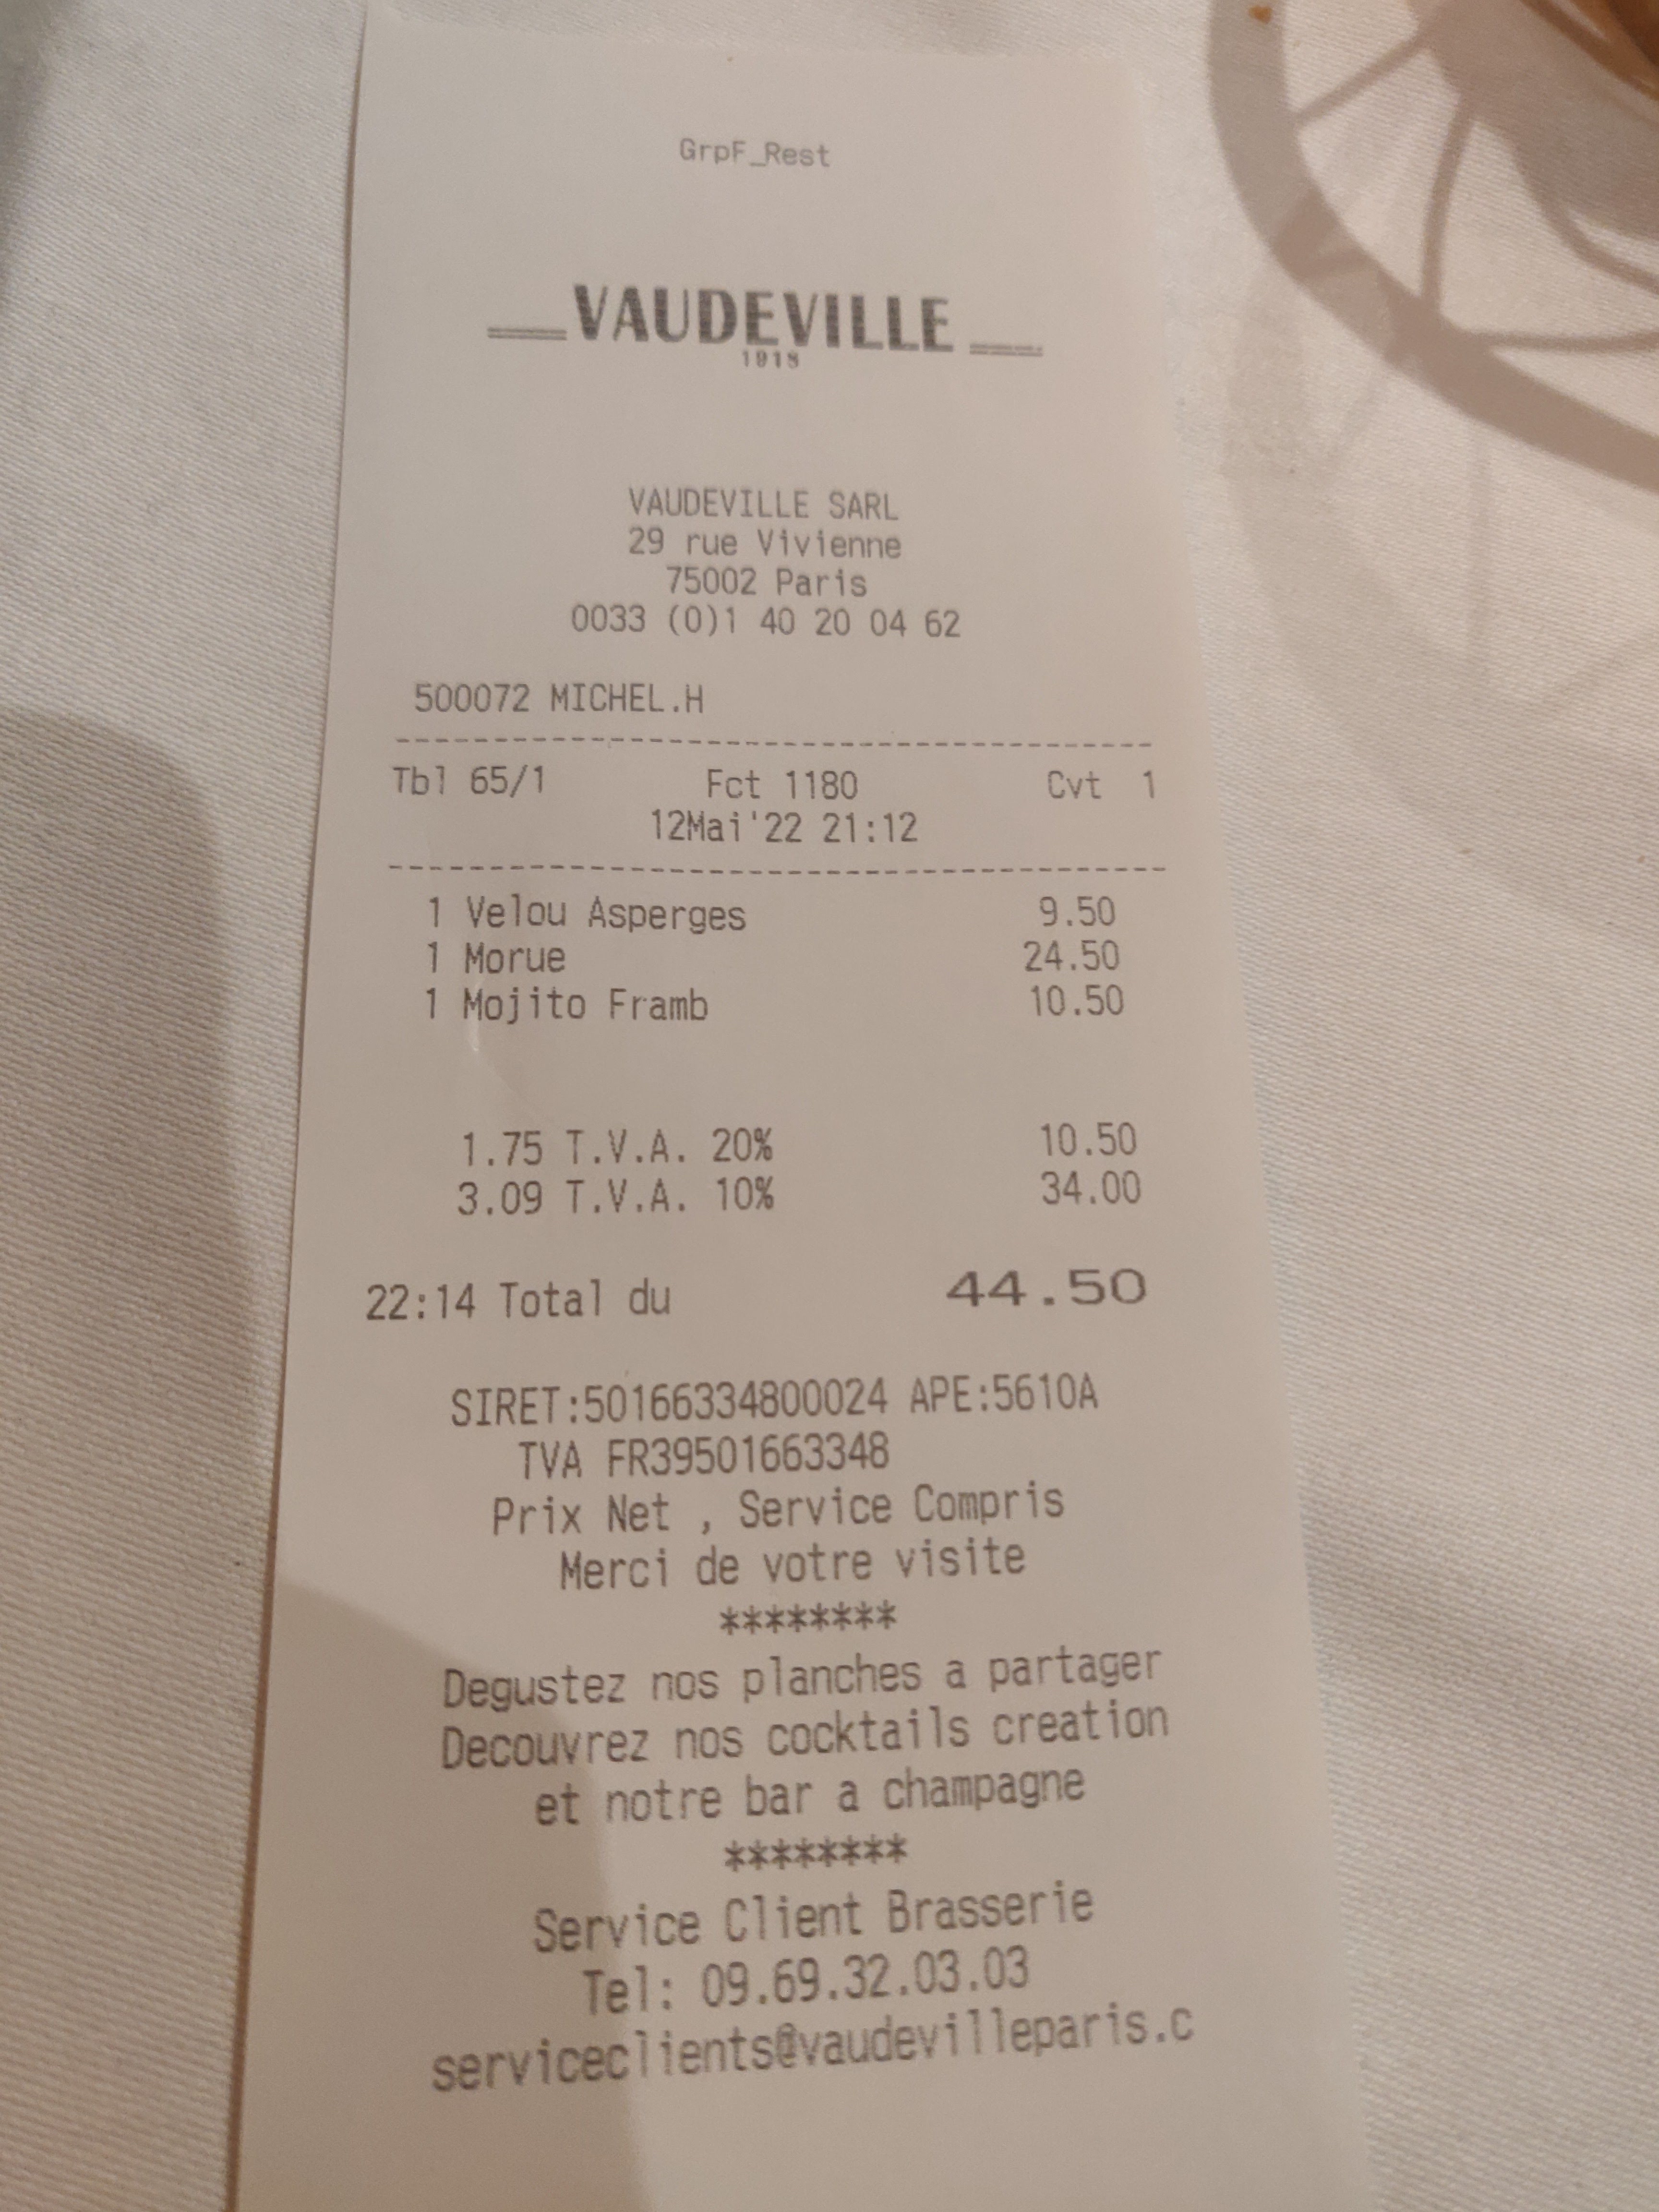 GrpF_Rest
VAUDEVILLE
1918
VAUDEVILLE SARL
29 rue Vivienne
75002 Paris
0033 (0)1 40 20 04 62
500072 MICHEL.H
Tbl 65/1 Fct 1180 Cvt 1
12Mai'22 21:12
1 Velou Asperges 9.50
1 Morue 24.50
1 Mojito Framb 10.50
1.75 T.V.A. 20% 10.50
3.09 T.V.A. 10% 34.00
22:14 Total du 44.50
SIRET:50166334800024 APE:5610A
TVA FR39501663348
Prix Net , Service Compris
Merci de votre visite
********
Degustez nos planches a partager
Decouvrez nos cocktails creation
et notre bar a champagne
********
Service Client Brasserie
Tel: 09.69.32.03.03
serviceclients@vaudevilleparis.c